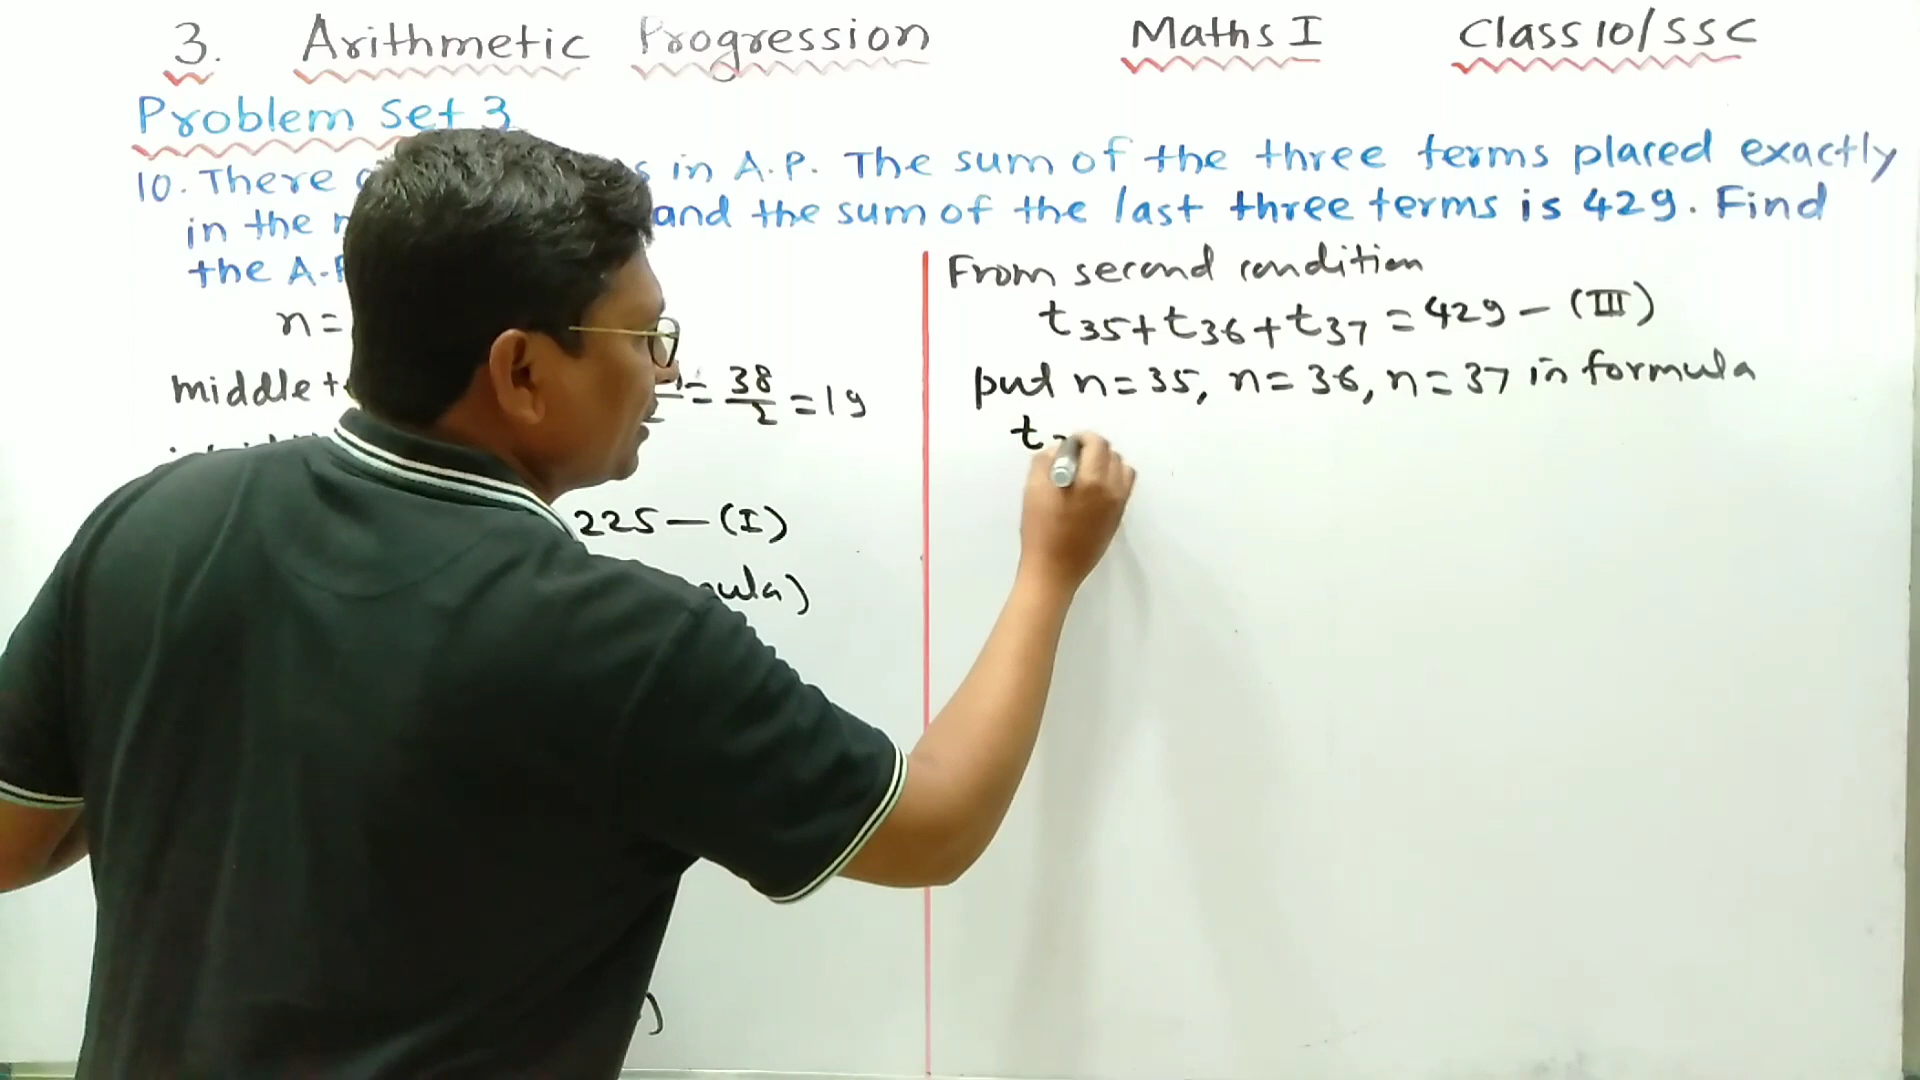 3. Arithmetic Progression Maths I Class 10/SSC
Problem Set 3
10. There in A.P. The sum of the three terms placed exactly
in the and the sum of the last three terms is 429. Find
the A.P
n=
middle = 38/2 = 19
225 — (I)
From second condition
t35 + t36 + t37 = 429 — (III)
put n=35, n=36, n=37 in formula
t